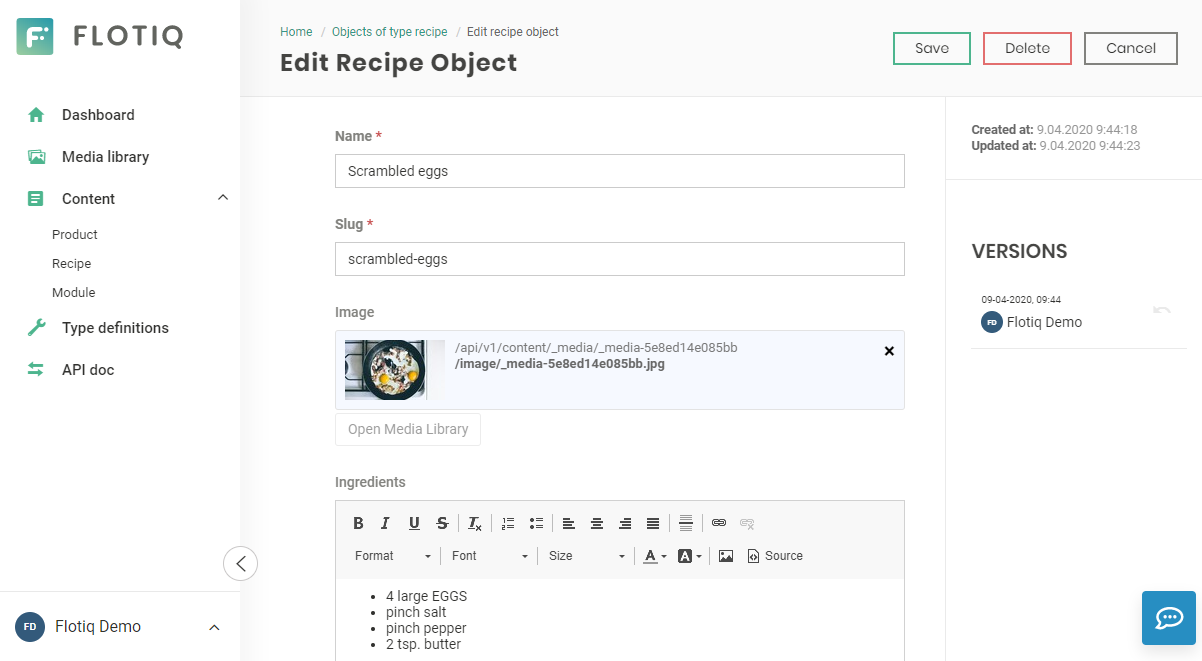 FLOTIQ
Dashboard
Media library
Content
Product
Recipe
Module
Type definitions
API doc
FD Flotiq Demo
Home / Objects of type recipe / Edit recipe object
Edit Recipe Object
Save Delete Cancel
Name *
Scrambled eggs
Slug *
scrambled-eggs
Image
/api/v1/content/_media/_media-5e8ed14e085bb
/image/_media-5e8ed14e085bb.jpg
Open Media Library
Ingredients
B I U S Ix
Format Font Size A A Source
4 large EGGS
pinch salt
pinch pepper
2 tsp. butter
Created at: 9.04.2020 9:44:18
Updated at: 9.04.2020 9:44:23
VERSIONS
09-04-2020, 09:44
FD Flotiq Demo